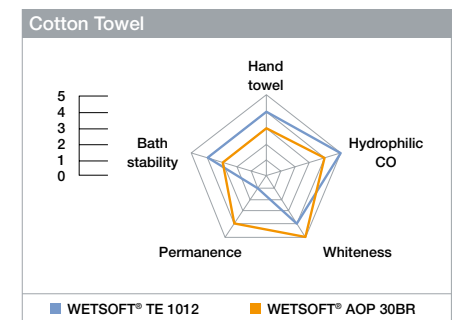 Cotton Towel
Hand
towel
5
4
3
2
1
0
Bath
stability
Hydrophilic
CO
Permanence
Whiteness
WETSOFT® TE 1012
WETSOFT® AOP 30BR